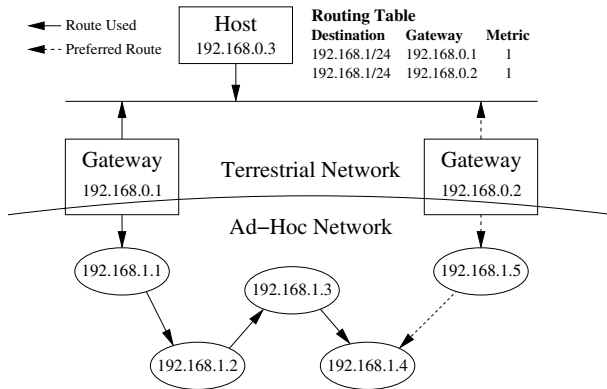 Route Used
Preferred Route
Host
192.168.0.3
Routing Table
Destination Gateway Metric
192.168.1/24 192.168.0.1 1
192.168.1/24 192.168.0.2 1
Gateway
192.168.0.1
Terrestrial Network
Gateway
192.168.0.2
Ad-Hoc Network
192.168.1.1
192.168.1.3
192.168.1.5
192.168.1.2
192.168.1.4